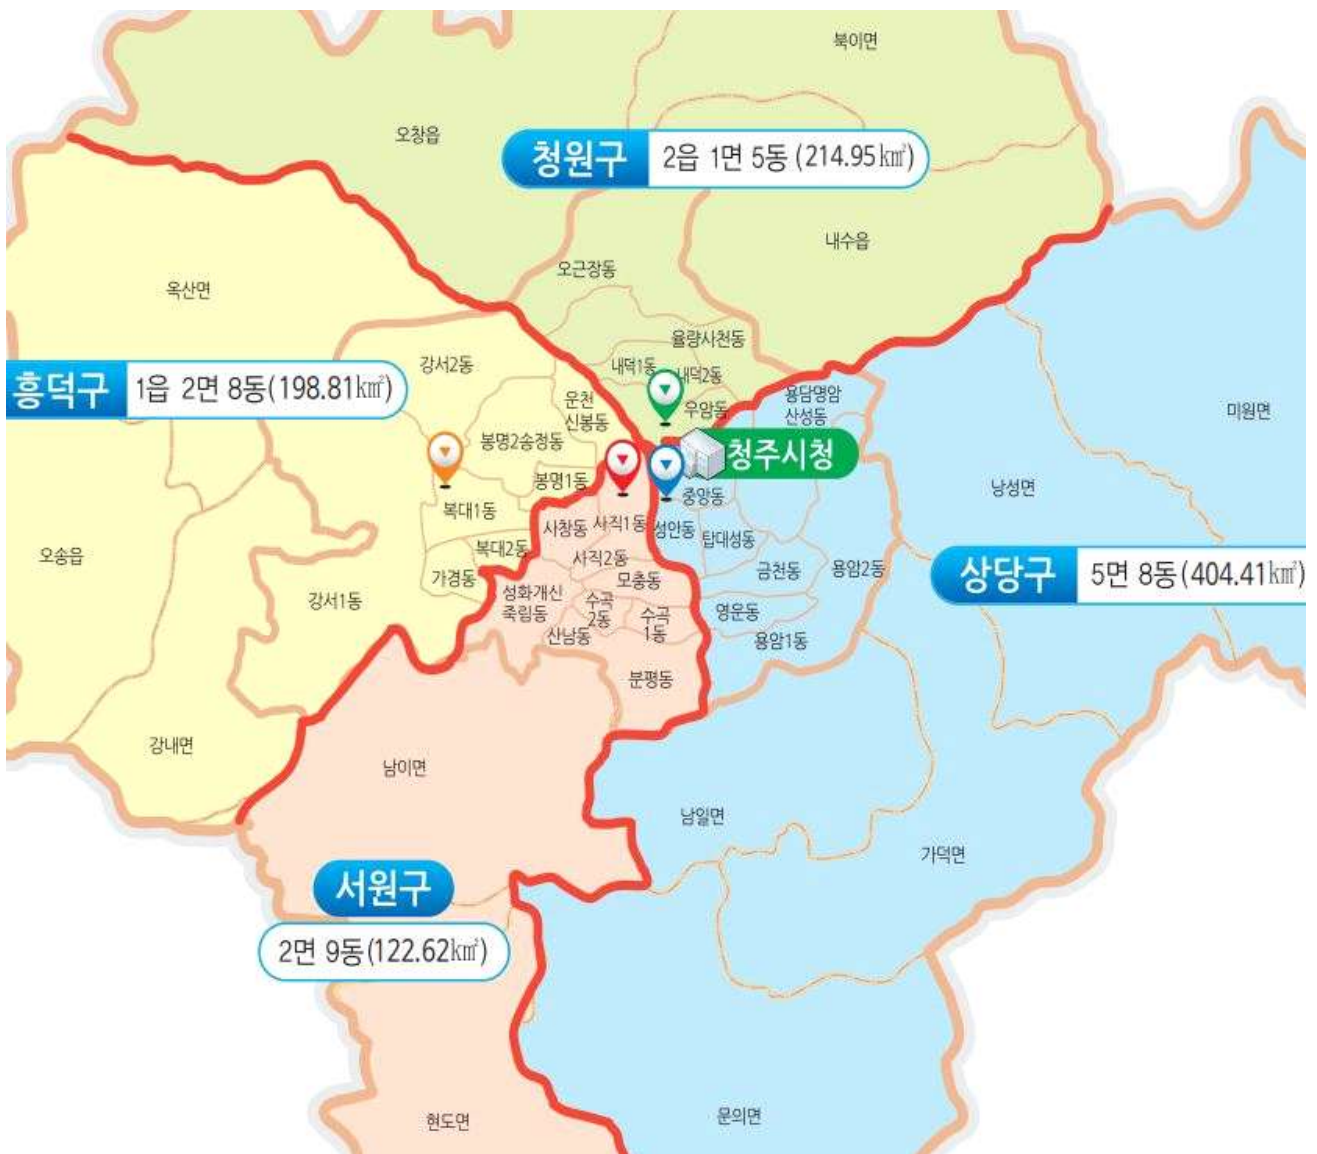 북이면
오창읍
청원구
2읍 1면 5동 (214.95㎢)
내수읍
오근장동
옥산면
율량사천동
강서2동
내덕1동
내덕2동
흥덕구
1읍 2면 8동(198.81㎢)
운천
신봉동
우암동
용담명암
산성동
미원면
봉명2송정동
청주시청
봉명1동
중앙동
낭성면
복대1동
사창동
사직1동
성안동
탑대성동
복대2동
사직2동
오송읍
가경동
모충동
금천동
용암2동
상당구
5면 8동(404.41㎢)
강서1동
성화개신
죽림동
수곡
2동
수곡
1동
영운동
산남동
용암1동
분평동
강내면
남이면
남일면
가덕면
서원구
2면 9동(122.62㎢)
현도면
문의면